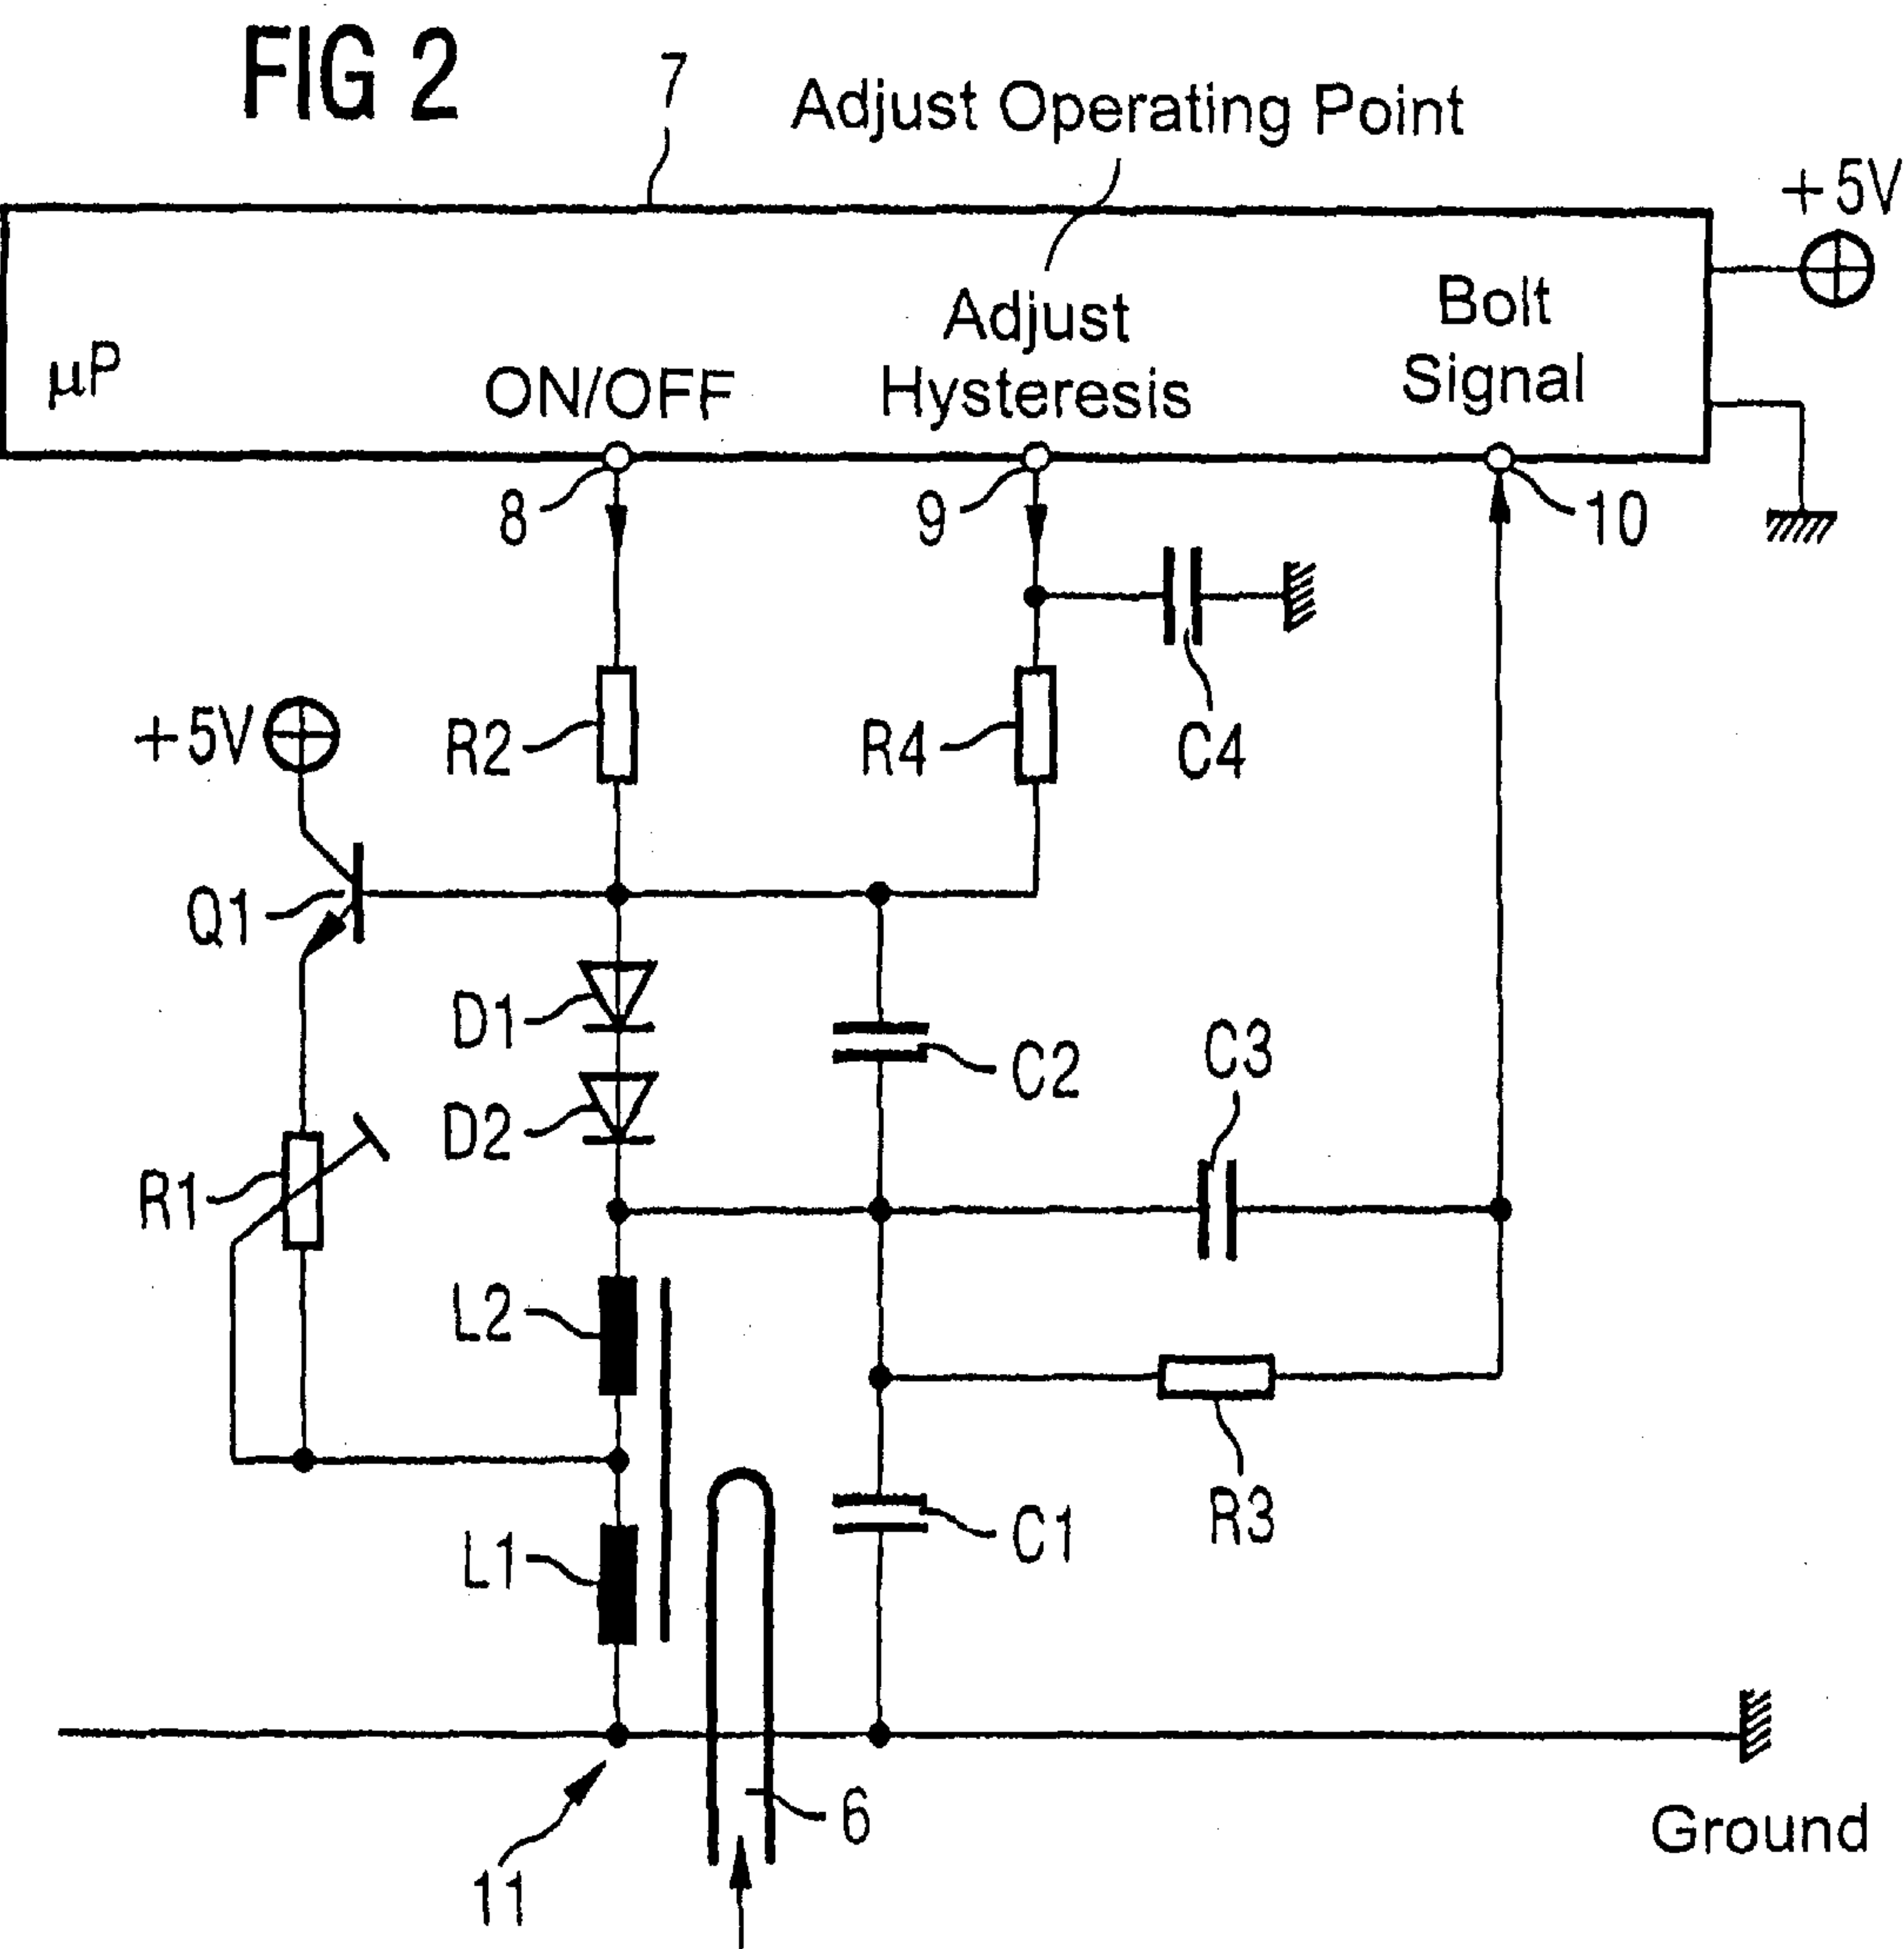 FIG 2
7
Adjust Operating Point
+5V
µP
ON/OFF
Adjust
Hysteresis
Bolt
Signal
8
9
10
+5V
R2
R4
C4
Q1
D1
C2
C3
D2
R1
L2
L1
C1
R3
6
Ground
11